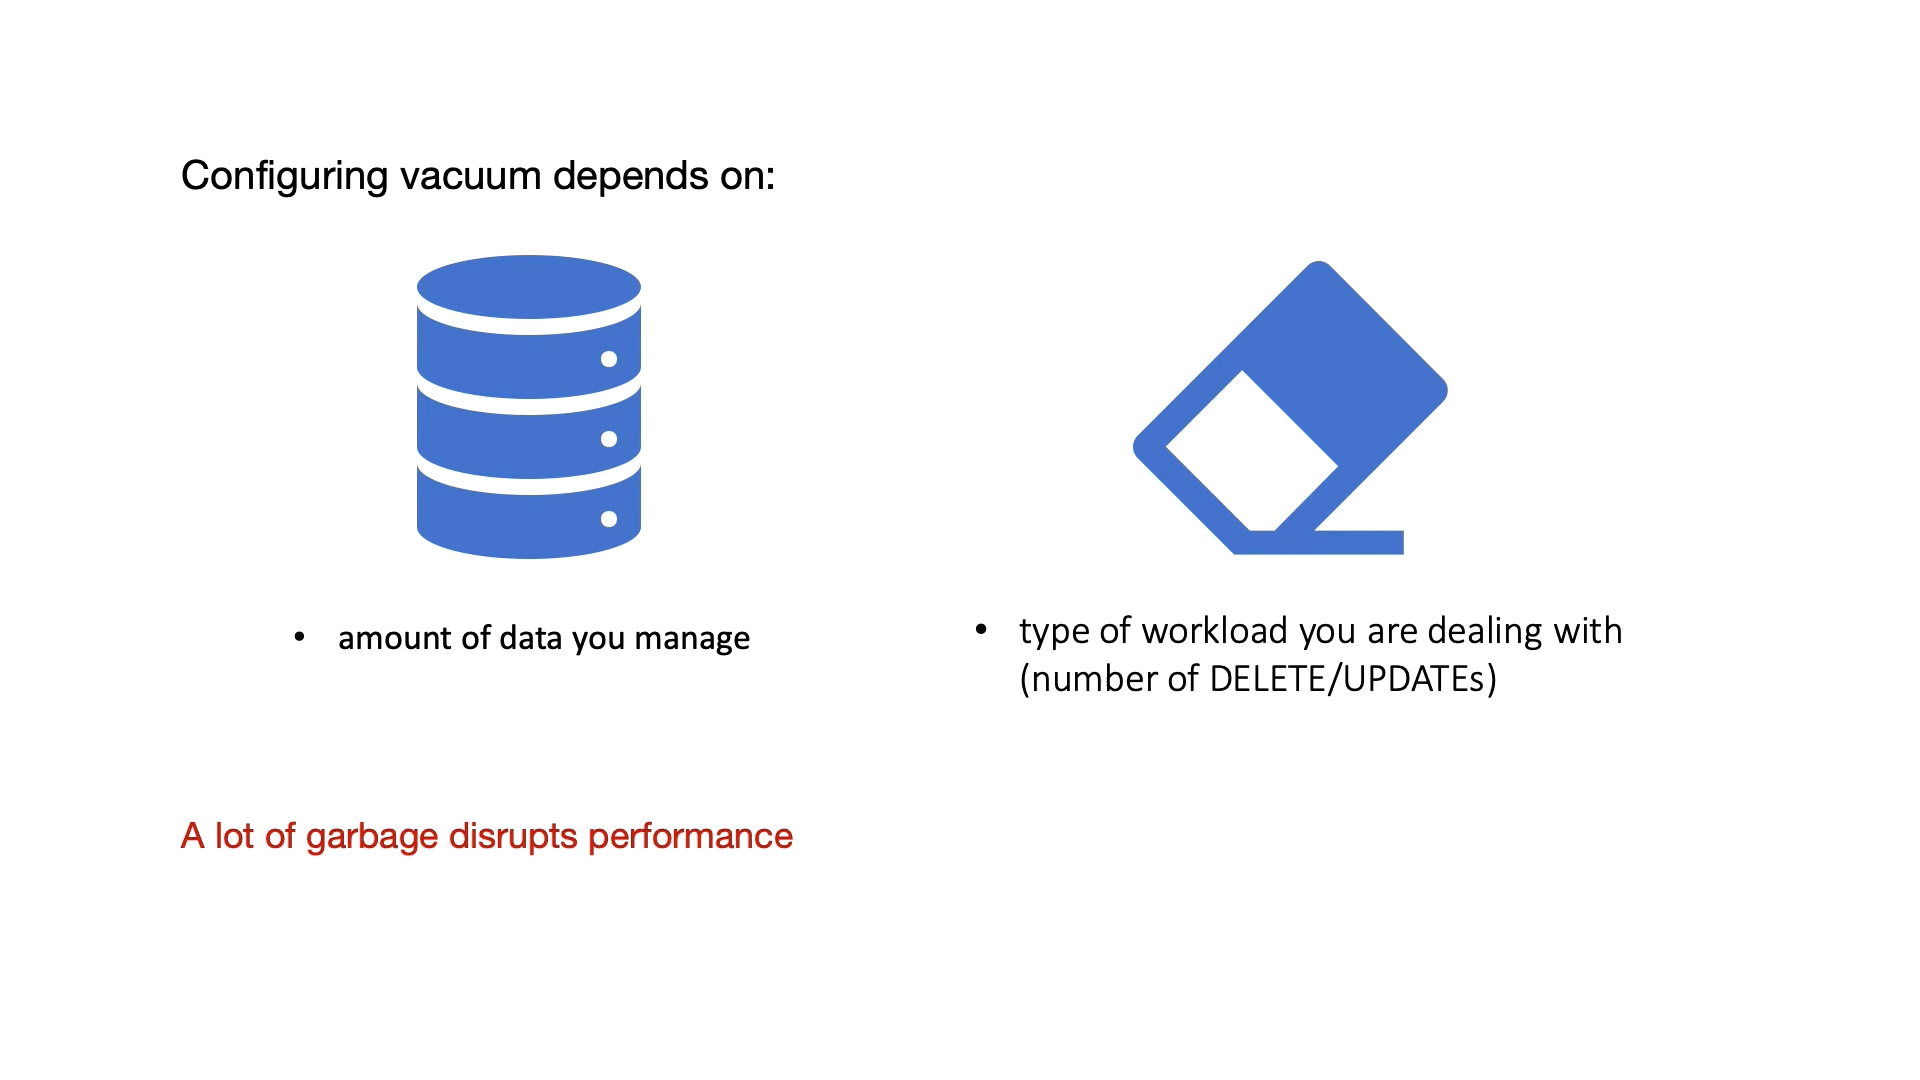 Configuring vacuum depends on:
• amount of data you manage
• type of workload you are dealing with
(number of DELETE/UPDATEs)
A lot of garbage disrupts performance